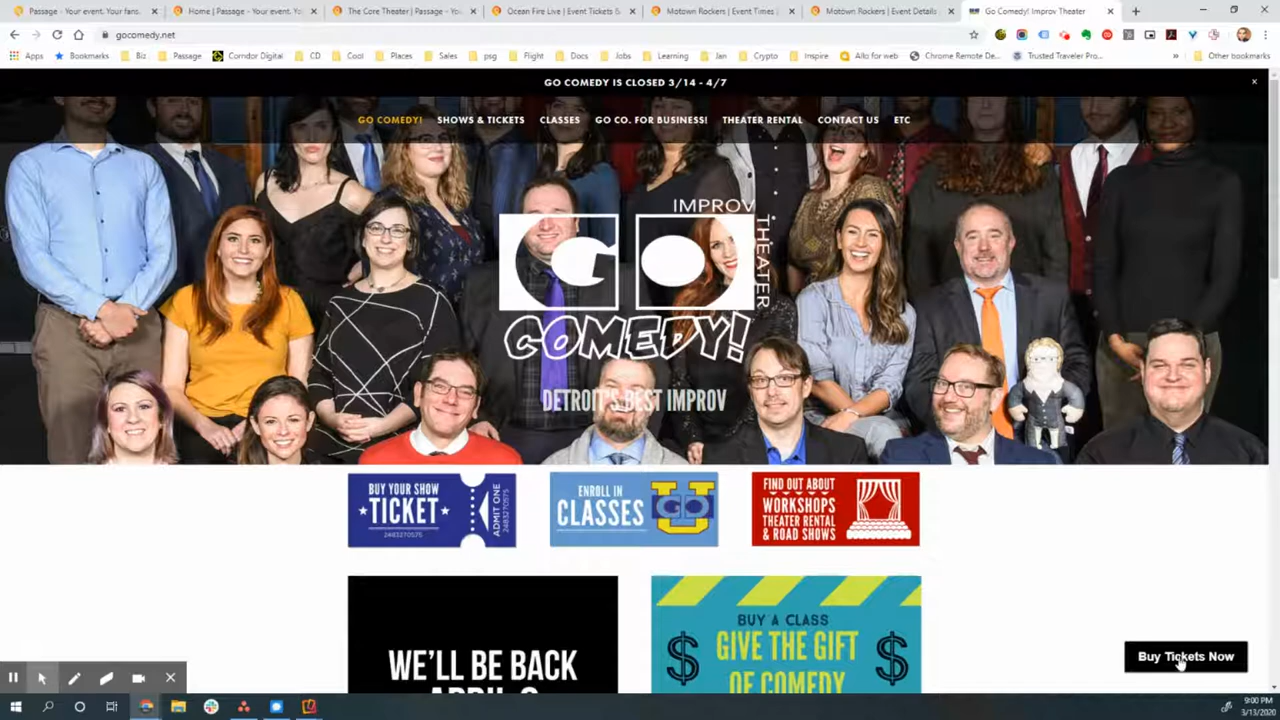 Passage - Your event. Your fans.
Home | Passage - Your event. Yo
The Core Theater | Passage - Yo
Ocean Fire Live | Event Tickets &
Motown Rockers | Event Times |
Motown Rockers | Event Details
Go Comedy! Improv Theater
gocomedy.net
Apps
Bookmarks
Biz
Passage
Corridor Digital
CD
Cool
Places
Sales
psg
Flight
Docs
Jobs
Learning
Jan
Crypto
Inspire
Allo for web
Chrome Remote De...
Trusted Traveler Pro...
Other bookmarks
GO COMEDY IS CLOSED 3/14 - 4/7
GO COMEDY!
SHOWS & TICKETS
CLASSES
GO CO. FOR BUSINESS!
THEATER RENTAL
CONTACT US
ETC
IMPROV
THEATER
GO
COMEDY!
DETROIT'S BEST IMPROV
BUY YOUR SHOW
TICKET
2483270575
ADMIT ONE
2483270575
ENROLL IN
CLASSES
GO U
FIND OUT ABOUT
WORKSHOPS
THEATER RENTAL
& ROAD SHOWS
WE'LL BE BACK
BUY A CLASS
GIVE THE GIFT
OF COMEDY
$
$
Buy Tickets Now
9:00 PM
3/13/2020